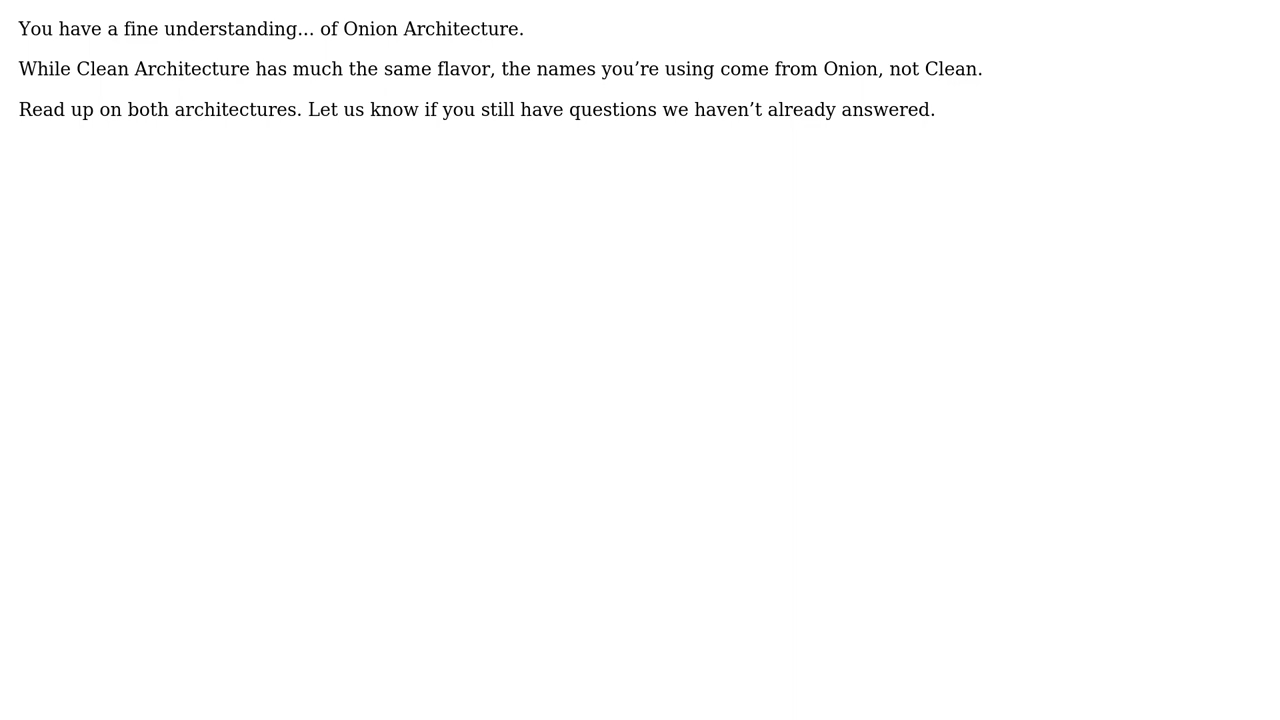 You have a fine understanding... of Onion Architecture.
While Clean Architecture has much the same flavor, the names you’re using come from Onion, not Clean.
Read up on both architectures. Let us know if you still have questions we haven’t already answered.